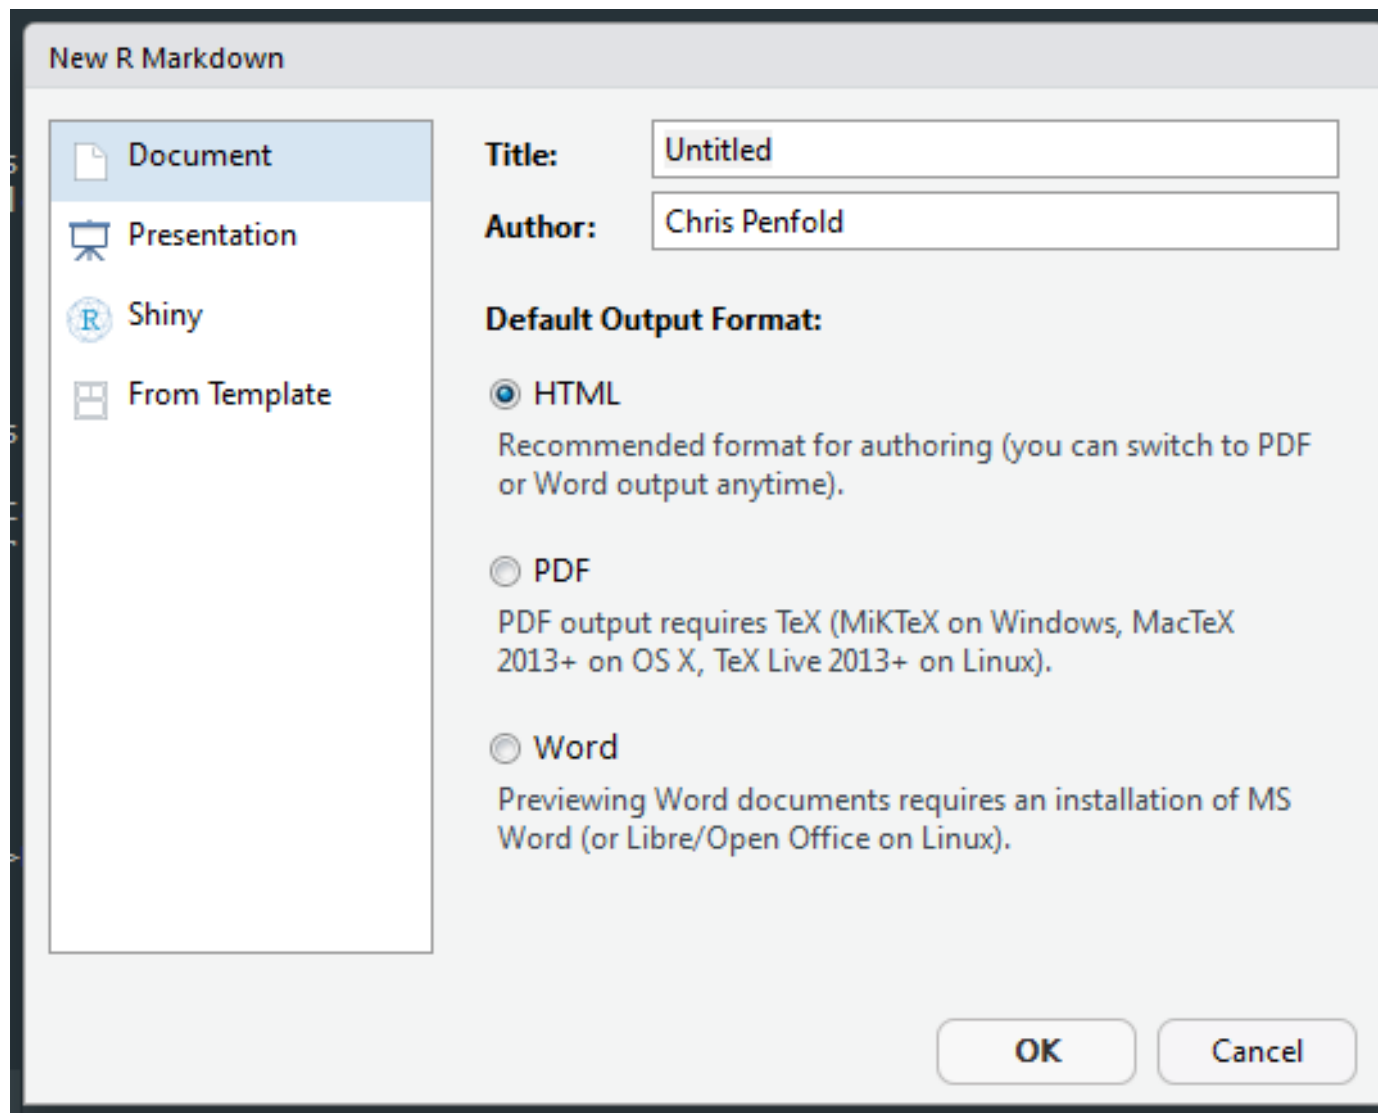 New R Markdown
Document
Presentation
Shiny
From Template
Title:
Untitled
Author:
Chris Penfold
Default Output Format:
HTML
Recommended format for authoring (you can switch to PDF
or Word output anytime).
PDF
PDF output requires TeX (MiKTeX on Windows, MacTeX
2013+ on OS X, TeX Live 2013+ on Linux).
Word
Previewing Word documents requires an installation of MS
Word (or Libre/Open Office on Linux).
OK
Cancel